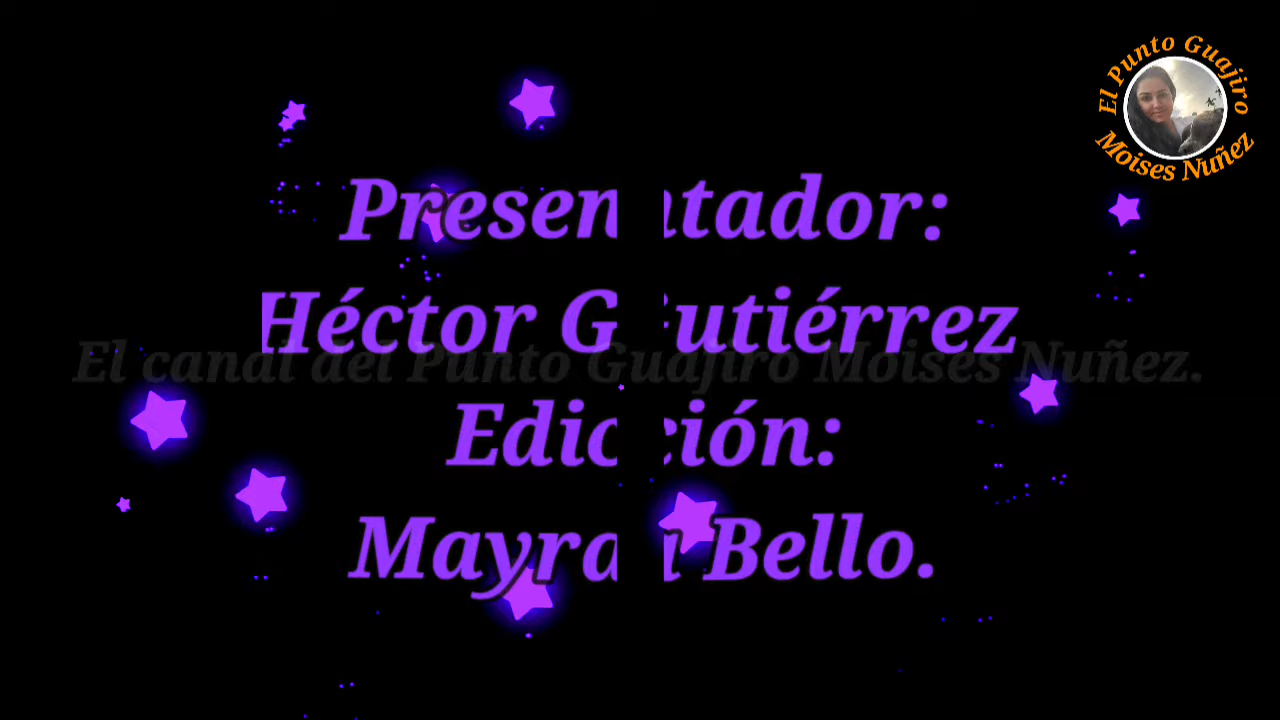 El Punto Guajiro
Moises Nuñez
Presentador:
Héctor Gutiérrez
El canal del Punto Guajiro Moises Nuñez.
Edición:
Mayra Bello.